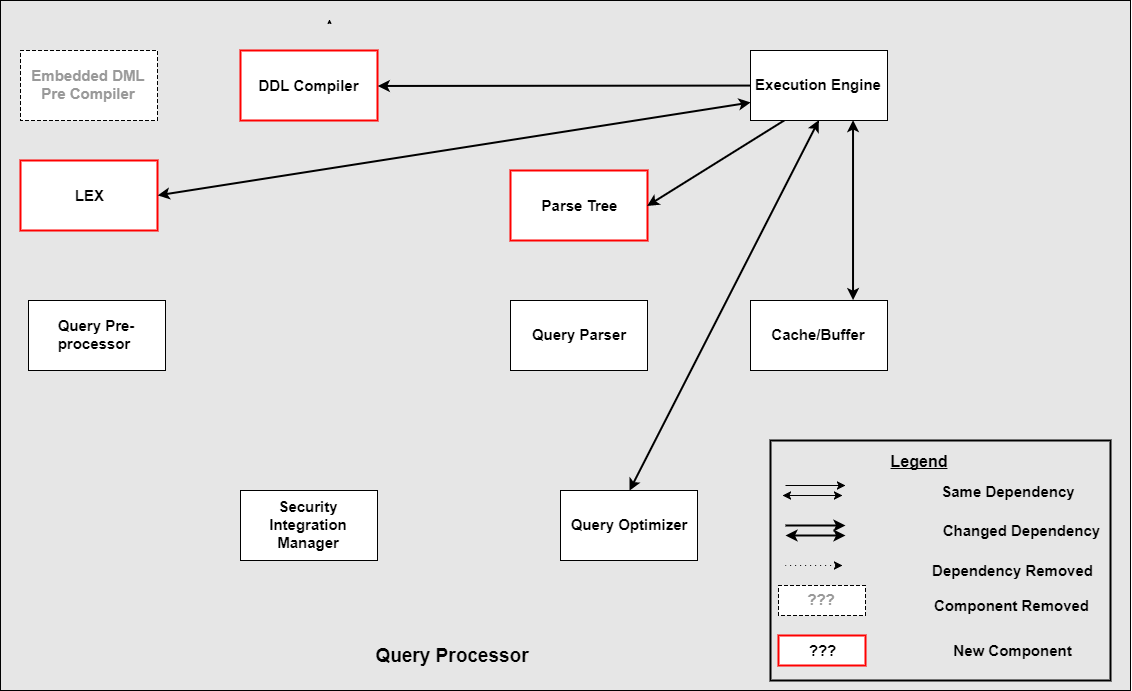 Embedded DML
Pre Compiler
DDL Compiler
Execution Engine
LEX
Parse Tree
Query Pre-
processor
Query Parser
Cache/Buffer
Security
Integration
Manager
Query Optimizer
Legend
Same Dependency
Changed Dependency
Dependency Removed
???
Component Removed
???
New Component
Query Processor